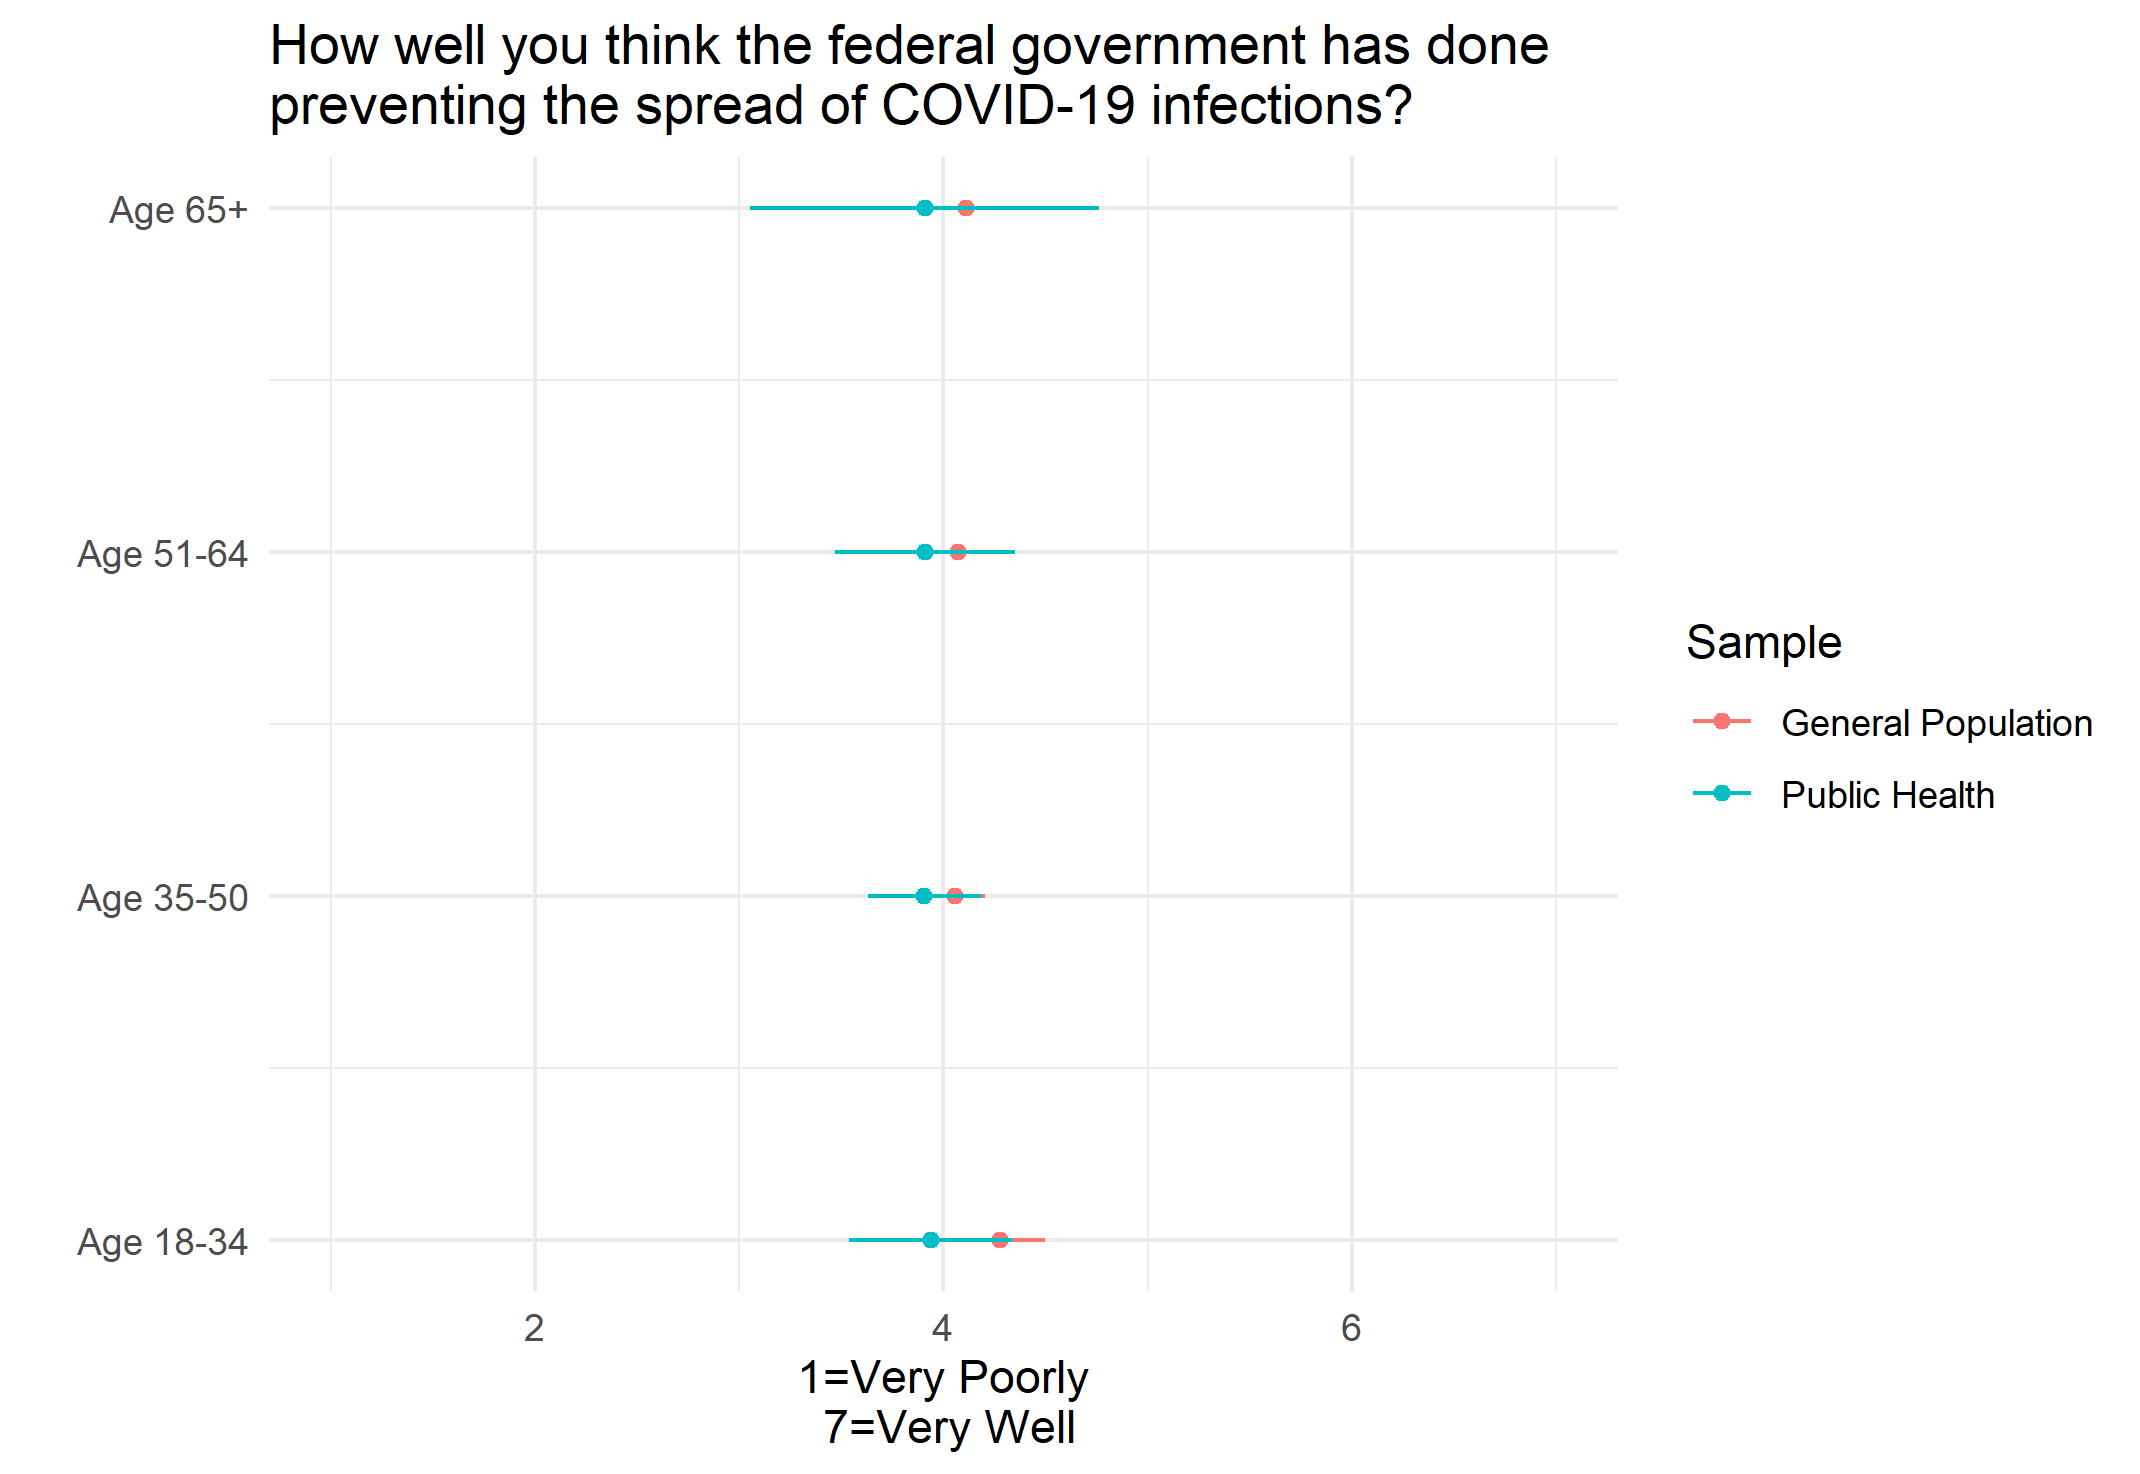 How well you think the federal government has done
preventing the spread of COVID-19 infections?
Age 65+
Age 51-64
Age 35-50
Age 18-34
2
4
6
1=Very Poorly
7=Very Well
Sample
General Population
Public Health